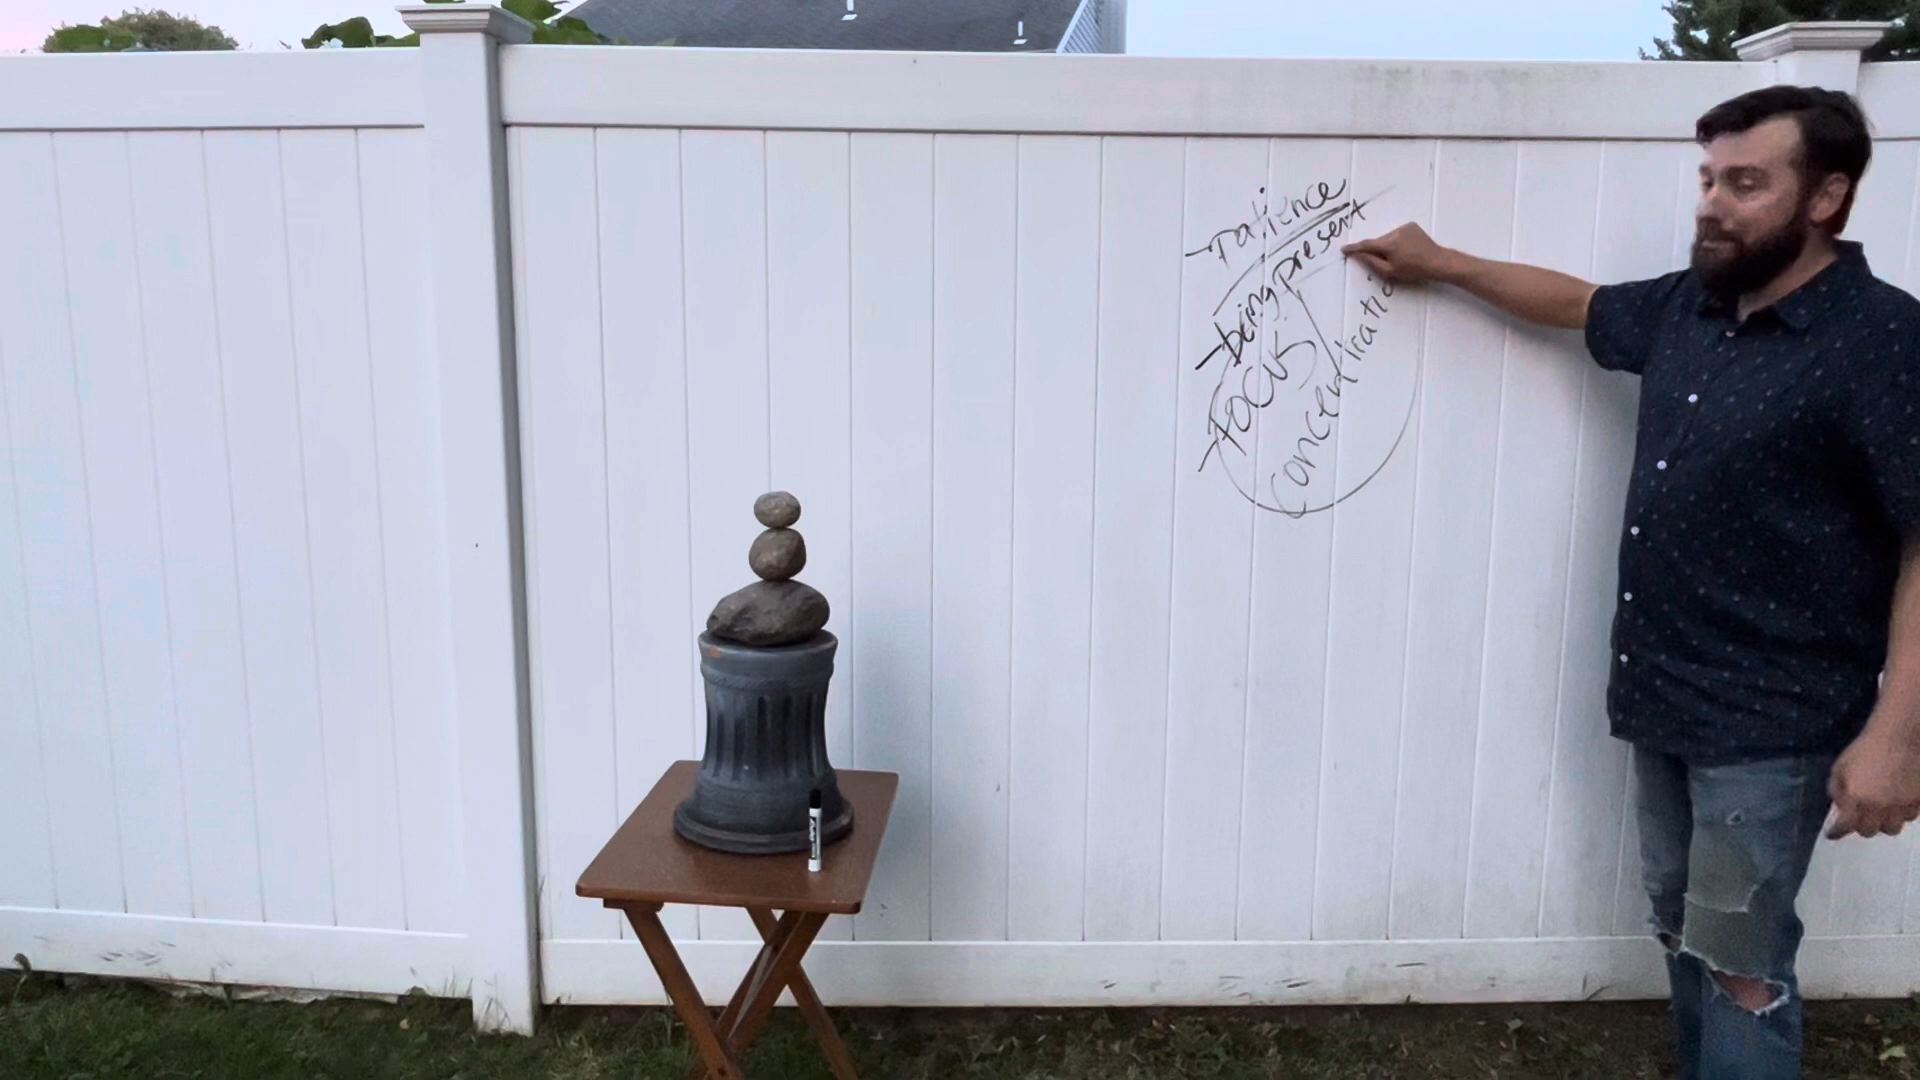 -Patience
-being present
-Focus
Concentratio